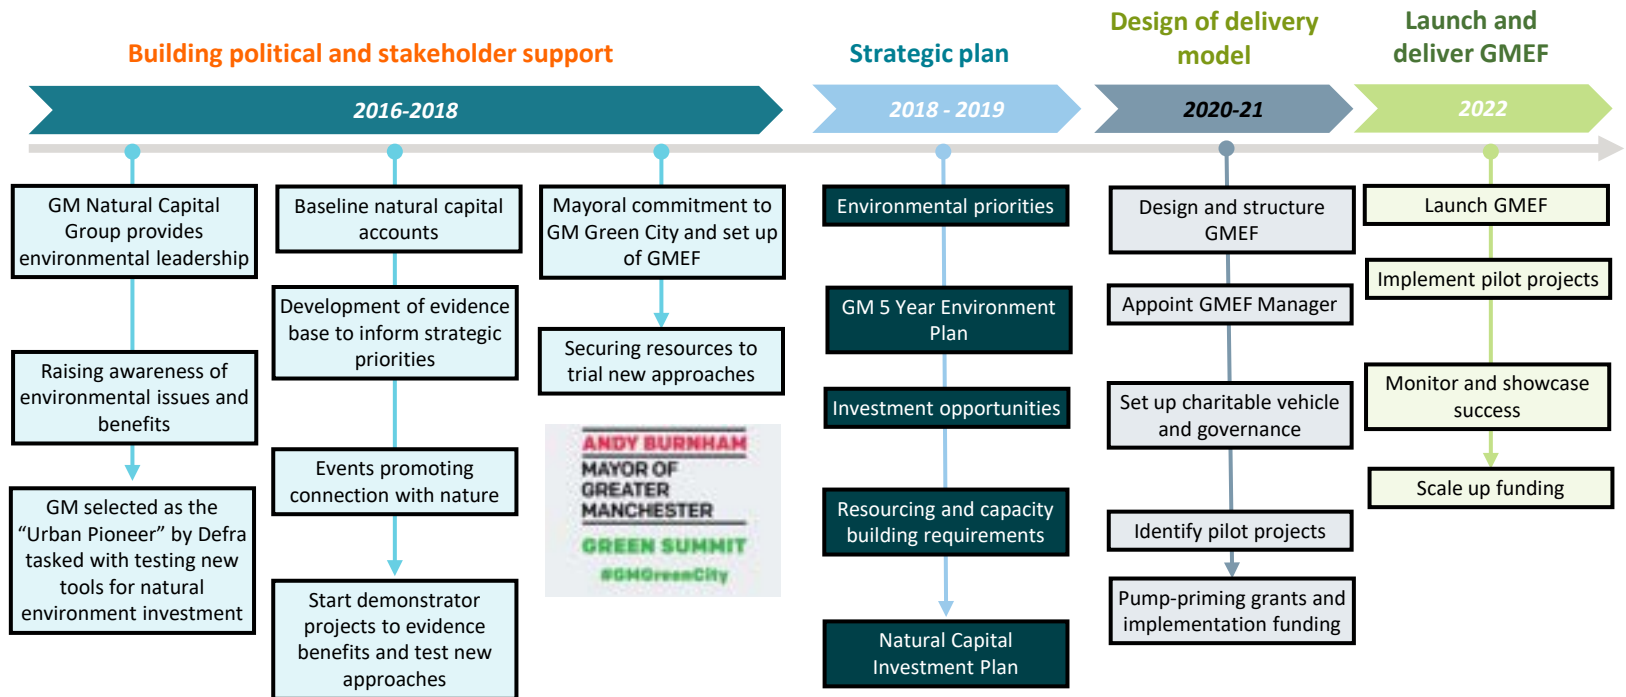 Building political and stakeholder support
Strategic plan
Design of delivery
model
Launch and
deliver GMEF
2016-2018
2018 - 2019
2020-21
2022
GM Natural Capital
Group provides
environmental leadership
Raising awareness of
environmental issues and
benefits
GM selected as the
“Urban Pioneer” by Defra
tasked with testing new
tools for natural
environment investment
Baseline natural capital
accounts
Development of evidence
base to inform strategic
priorities
Events promoting
connection with nature
Start demonstrator
projects to evidence
benefits and test new
approaches
Mayoral commitment to
GM Green City and set up
of GMEF
Securing resources to
trial new approaches
ANDY BURNHAM
MAYOR OF
GREATER
MANCHESTER
GREEN SUMMIT
#GMGreenCity
Environmental priorities
GM 5 Year Environment
Plan
Investment opportunities
Resourcing and capacity
building requirements
Natural Capital
Investment Plan
Design and structure
GMEF
Appoint GMEF Manager
Set up charitable vehicle
and governance
Identify pilot projects
Pump-priming grants and
implementation funding
Launch GMEF
Implement pilot projects
Monitor and showcase
success
Scale up funding